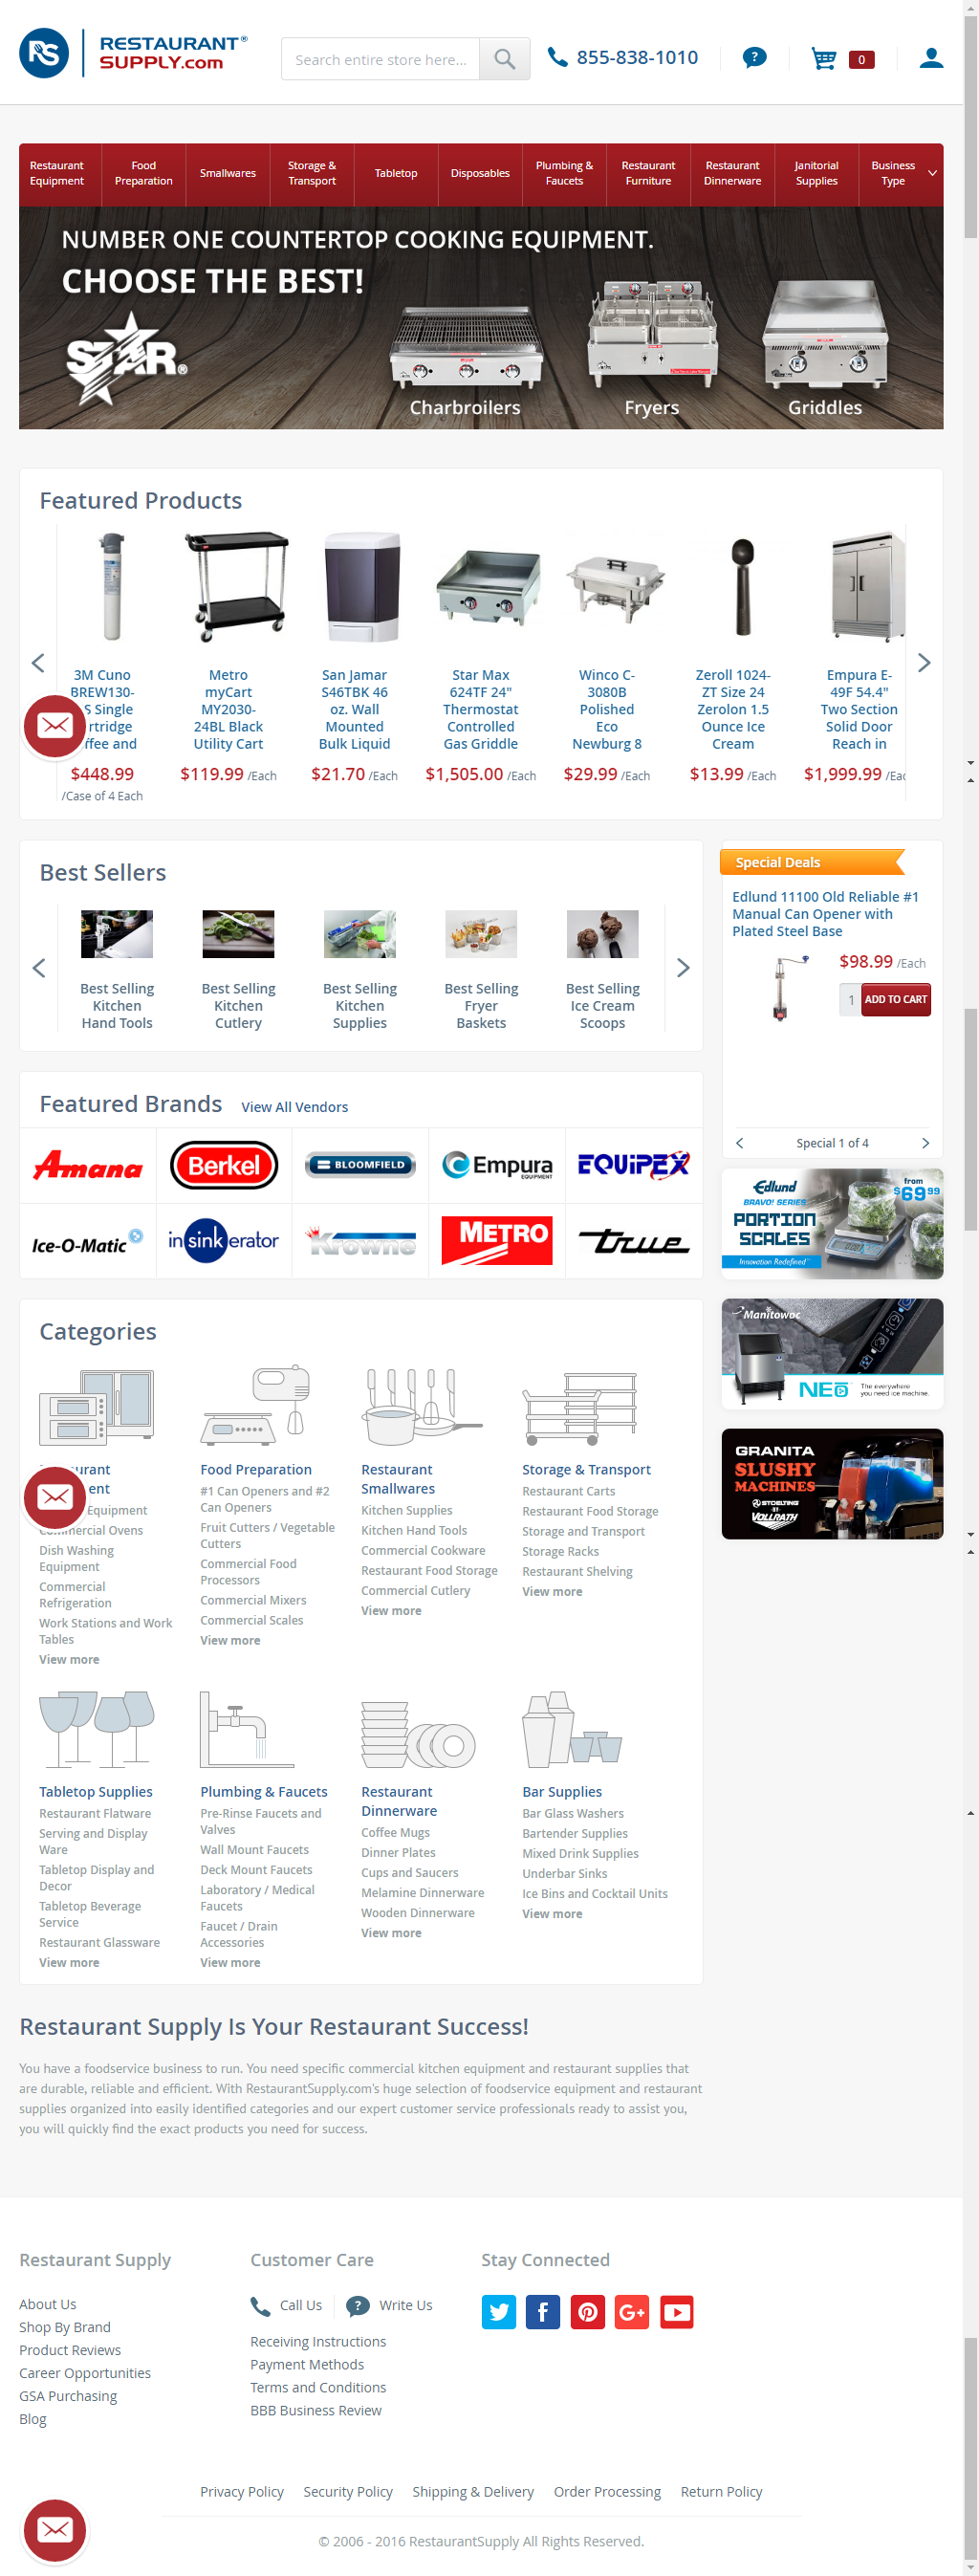 RS RESTAURANT®
SUPPLY.com
Search entire store here...
855-838-1010
?
0
Restaurant
Equipment
Food
Preparation
Smallwares
Storage &
Transport
Tabletop
Disposables
Plumbing &
Faucets
Restaurant
Furniture
Restaurant
Dinnerware
Janitorial
Supplies
Business
Type
NUMBER ONE COUNTERTOP COOKING EQUIPMENT.
CHOOSE THE BEST!
STAR®
Charbroilers
Fryers
Griddles
Featured Products
3M Cuno
BREW130-
S Single
rtridge
ffee and
$448.99
/Case of 4 Each
Metro
myCart
MY2030-
24BL Black
Utility Cart
$119.99 /Each
San Jamar
S46TBK 46
oz. Wall
Mounted
Bulk Liquid
$21.70 /Each
Star Max
624TF 24"
Thermostat
Controlled
Gas Griddle
$1,505.00 /Each
Winco C-
3080B
Polished
Eco
Newburg 8
$29.99 /Each
Zeroll 1024-
ZT Size 24
Zerolon 1.5
Ounce Ice
Cream
$13.99 /Each
Empura E-
49F 54.4"
Two Section
Solid Door
Reach in
$1,999.99 /Eac
Best Sellers
Best Selling
Kitchen
Hand Tools
Best Selling
Kitchen
Cutlery
Best Selling
Kitchen
Supplies
Best Selling
Fryer
Baskets
Best Selling
Ice Cream
Scoops
Special Deals
Edlund 11100 Old Reliable #1
Manual Can Opener with
Plated Steel Base
$98.99 /Each
1 ADD TO CART
Special 1 of 4
Featured Brands View All Vendors
Amana
Berkel
BLOOMFIELD
Empura
EQUIPMENT
EQUIPEX
Ice-O-Matic
insinkerator
Krowne
METRO
true
Edlund
BRAVO! SERIES
PORTION
SCALES
Innovation Redefined
from
$69.99
Manitowoc
NEO
The everywhere
you need ice machine.
GRANITA
SLUSHY
MACHINES
STOELTING
BY
VOLLRATH
Categories
urant
ent
Equipment
Commercial Ovens
Dish Washing
Equipment
Commercial
Refrigeration
Work Stations and Work
Tables
View more
Food Preparation
#1 Can Openers and #2
Can Openers
Fruit Cutters / Vegetable
Cutters
Commercial Food
Processors
Commercial Mixers
Commercial Scales
View more
Restaurant
Smallwares
Kitchen Supplies
Kitchen Hand Tools
Commercial Cookware
Restaurant Food Storage
Commercial Cutlery
View more
Storage & Transport
Restaurant Carts
Restaurant Food Storage
Storage and Transport
Storage Racks
Restaurant Shelving
View more
Tabletop Supplies
Restaurant Flatware
Serving and Display
Ware
Tabletop Display and
Decor
Tabletop Beverage
Service
Restaurant Glassware
View more
Plumbing & Faucets
Pre-Rinse Faucets and
Valves
Wall Mount Faucets
Deck Mount Faucets
Laboratory / Medical
Faucets
Faucet / Drain
Accessories
View more
Restaurant
Dinnerware
Coffee Mugs
Dinner Plates
Cups and Saucers
Melamine Dinnerware
Wooden Dinnerware
View more
Bar Supplies
Bar Glass Washers
Bartender Supplies
Mixed Drink Supplies
Underbar Sinks
Ice Bins and Cocktail Units
View more
Restaurant Supply Is Your Restaurant Success!
You have a foodservice business to run. You need specific commercial kitchen equipment and restaurant supplies that
are durable, reliable and efficient. With RestaurantSupply.com's huge selection of foodservice equipment and restaurant
supplies organized into easily identified categories and our expert customer service professionals ready to assist you,
you will quickly find the exact products you need for success.
Restaurant Supply
About Us
Shop By Brand
Product Reviews
Career Opportunities
GSA Purchasing
Blog
Customer Care
Call Us
? Write Us
Receiving Instructions
Payment Methods
Terms and Conditions
BBB Business Review
Stay Connected
f
G+
Privacy Policy Security Policy Shipping & Delivery Order Processing Return Policy
© 2006 - 2016 RestaurantSupply All Rights Reserved.